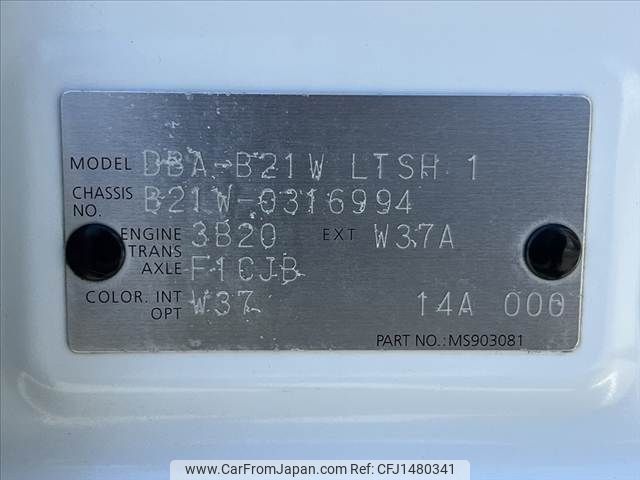 MODEL DBA-B21W LTSH 1
CHASSIS NO. B21W-0316994
ENGINE 3B20 EXT W37A
TRANS AXLE F1CJB
COLOR. INT OPT W37 14A 000
PART NO.:MS903081
www.CarFromJapan.com - Ref No: CFJ1480341